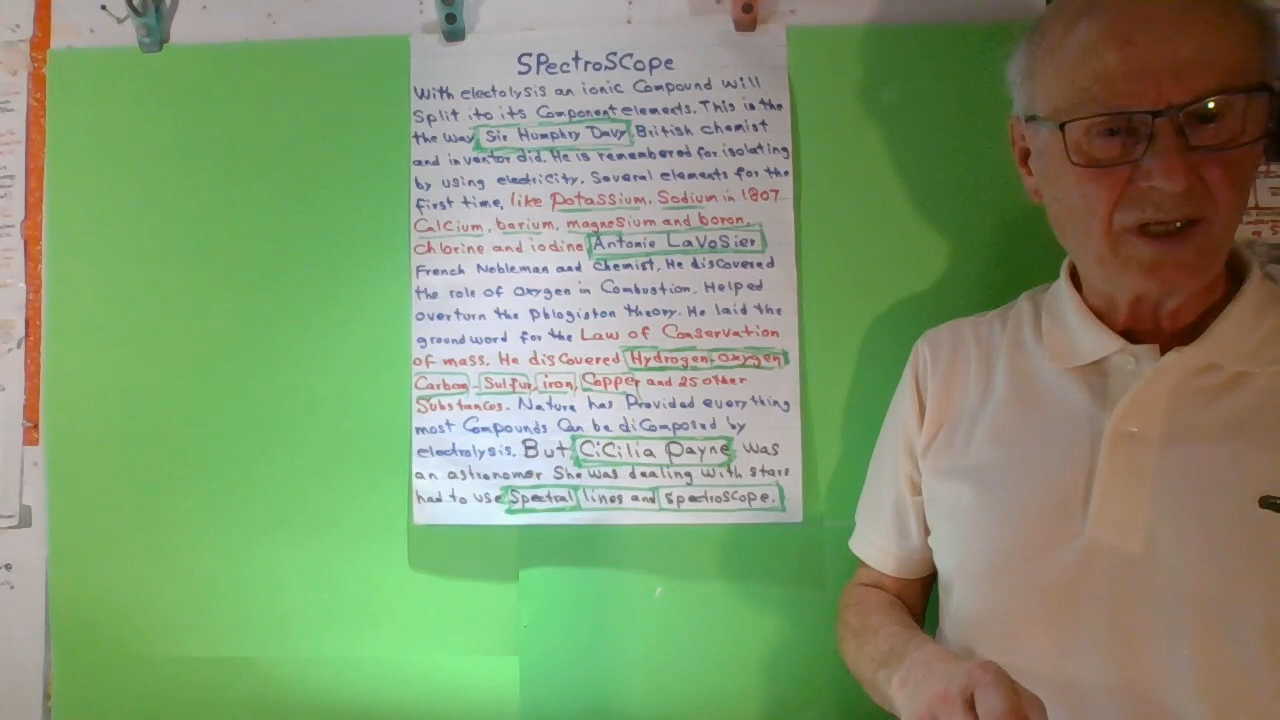 SPectroSCope
With electolysis an ionic Compound will
Split ito its Component elements. This is the
the way Sir Humphry Davy British chemist
and inventor did. He is remembered for isolating
by using electricity. Several elements for the
first time, like potassium, Sodium in 1807
Calcium, barium, magnesium and boron.
Chlorine and iodine Antonie LaVoSier
French Nobleman and Chemist. He discovered
the role of oxygen in Combustion. Helped
overturn the phlogiston theory. He laid the
groundword for the Law of Conservation
of mass. He discovered Hydrogen-oxygen
Carbon-Sulfur, iron, Copper and 25 other
Substances. Nature has Provided everything
most Compounds Can be dicomposed by
electrolysis. But CiCilia Payne was
an astronomer She was dealing with stars
had to use Spectral lines and spectroscope.